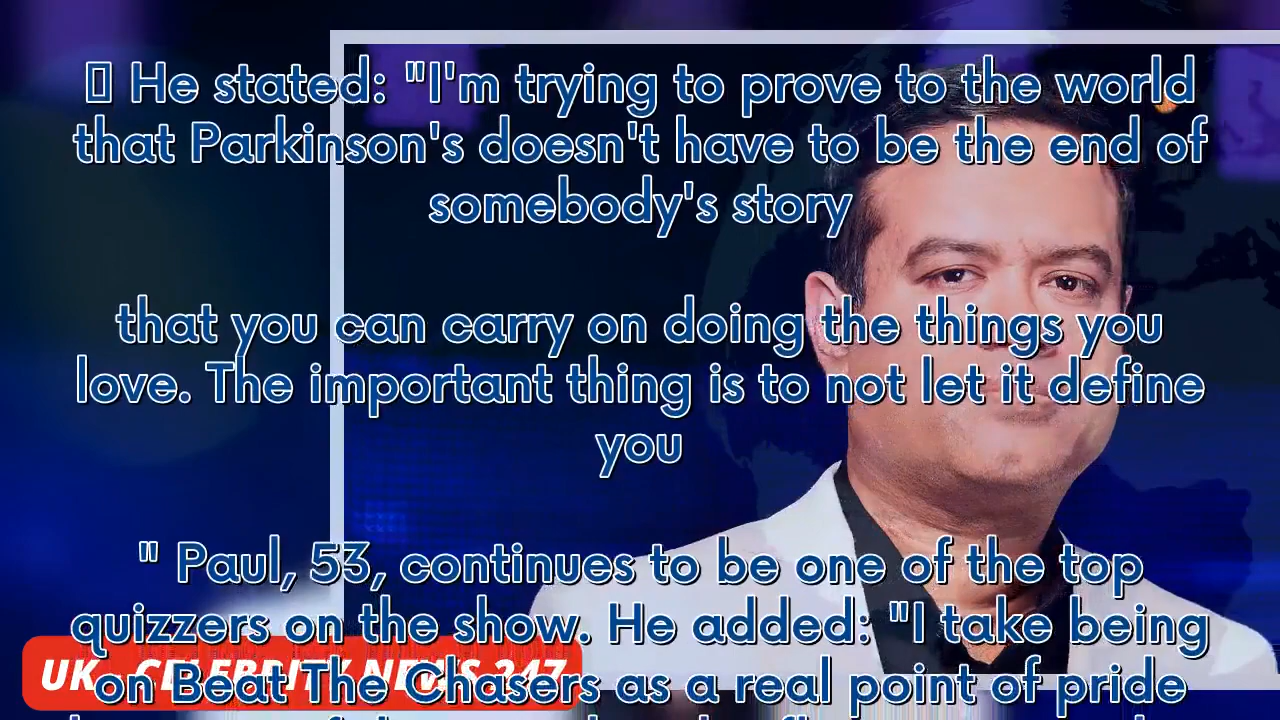 He stated: "I'm trying to prove to the world
that Parkinson's doesn't have to be the end of
somebody's story
that you can carry on doing the things you
love. The important thing is to not let it define
you
" Paul, 53, continues to be one of the top
quizzers on the show. He added: "I take being
UK - CELEBRITY NEWS 247
on Beat The Chasers as a real point of pride